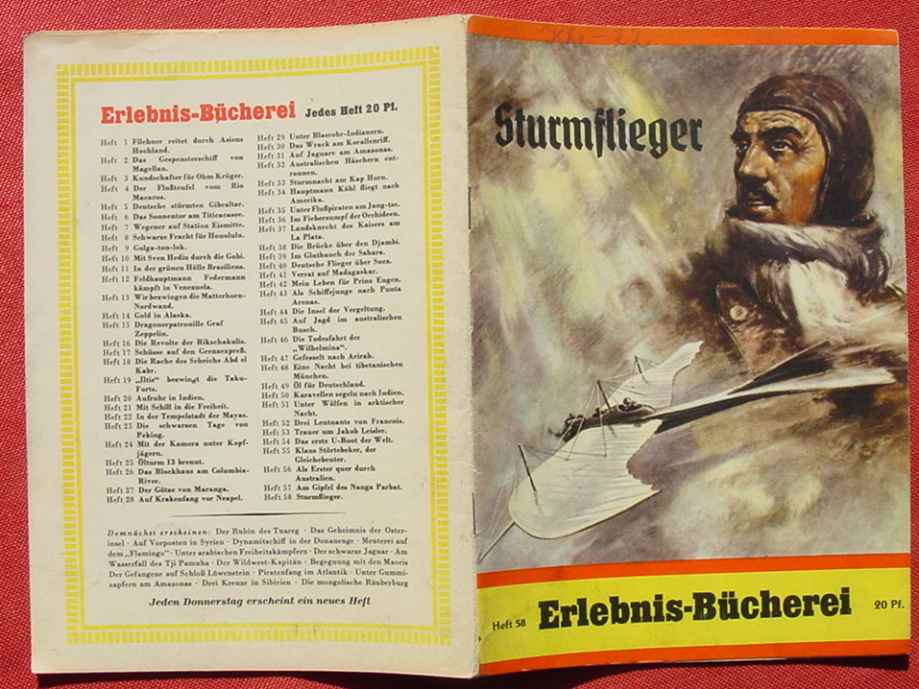 Erlebnis-Bücherei Jedes Heft 20 Pf.
Heft 1 Filchner reitet durch Asiens
Hochland.
Heft 2 Das Gespensterschiff von
Magellan.
Heft 3 Kundschafter für Ohm Krüger.
Heft 4 Der Flußteufel vom Rio
Macaros.
Heft 5 Deutsche stürmten Gibraltar.
Heft 6 Das Sonnentor am Titicacasee.
Heft 7 Wegener auf Station Eismitte.
Heft 8 Schwarze Fracht für Honolulu.
Heft 9 Golga-ton-lok.
Heft 10 Mit Sven Hedin durch die Gobi.
Heft 11 In der grünen Hölle Brasiliens.
Heft 12 Feldhauptmann Federmann
kämpft in Venezuela.
Heft 13 Wir bezwingen die Matterhorn-
Nordwand.
Heft 14 Gold in Alaska.
Heft 15 Dragonerpatrouille Graf
Zeppelin.
Heft 16 Die Revolte der Rikschakulis.
Heft 17 Schüsse auf den Grenzexpreß.
Heft 18 Die Rache des Scheichs Abd el
Kahr.
Heft 19 „Iltis“ bezwingt die Taku-
Forts.
Heft 20 Aufruhr in Indien.
Heft 21 Mit Schill in die Freiheit.
Heft 22 In der Tempelstadt der Mayas.
Heft 23 Die schwarzen Tage von
Peking.
Heft 24 Mit der Kamera unter Kopf-
jägern.
Heft 25 Ölturm 13 brennt.
Heft 26 Das Blockhaus am Columbia-
River.
Heft 27 Der Götze von Maranga.
Heft 28 Auf Krakenfang vor Neapel.
Heft 29 Unter Blasrohr-Indianern.
Heft 30 Das Wrack am Korallenriff.
Heft 31 Auf Jaguare am Amazonas.
Heft 32 Australischen Häschern ent-
ronnen.
Heft 33 Sturmnacht am Kap Horn.
Heft 34 Hauptmann Köhl fliegt nach
Amerika.
Heft 35 Unter Flußpiraten am Jang-tse.
Heft 36 Im Fiebersumpf der Orchideen.
Heft 37 Landsknecht des Kaisers am
La Plata.
Heft 38 Die Brücke über den Djambi.
Heft 39 Im Gluthauch der Sahara.
Heft 40 Deutsche Flieger über Suez.
Heft 41 Verrat auf Madagaskar.
Heft 42 Mein Leben für Prinz Eugen.
Heft 43 Als Schiffsjunge nach Punta
Arenas.
Heft 44 Die Insel der Vergeltung.
Heft 45 Auf Jagd im australischen
Busch.
Heft 46 Die Todesfahrt der
„Wilhelmina“.
Heft 47 Gefesselt nach Azirah.
Heft 48 Eine Nacht bei tibetanischen
Mönchen.
Heft 49 Öl für Deutschland.
Heft 50 Karavellen segeln nach Indien.
Heft 51 Unter Wölfen in arktischer
Nacht.
Heft 52 Drei Leutnants von Francois.
Heft 53 Trauer um Jakob Leisler.
Heft 54 Das erste U-Boot der Welt.
Heft 55 Klaus Störtebeker, der
Gleichebeuter.
Heft 56 Als Erster quer durch
Australien.
Heft 57 Am Gipfel des Nanga Parbat.
Heft 58 Sturmflieger.
Demnächst erscheinen: Der Rubin des Tuareg · Das Geheimnis der Oster-
insel · Auf Vorposten in Syrien · Dynamitschiff in der Donauenge · Meuterei auf
dem „Flamingo“ · Unter arabischen Freiheitskämpfern · Der schwarze Jaguar · Am
Wasserfall des Tji Pamuha · Der Wildwest-Kapitän · Begegnung mit den Maoris
Der Gefangene auf Schloß Löwenstein · Piratenfang im Atlantik · Unter Gummi-
zapfern am Amazonas · Drei Kreuze in Sibirien · Die mongolische Räuberburg
Jeden Donnerstag erscheint ein neues Heft
Sturmflieger
Heft 58 Erlebnis-Bücherei 20 Pf.